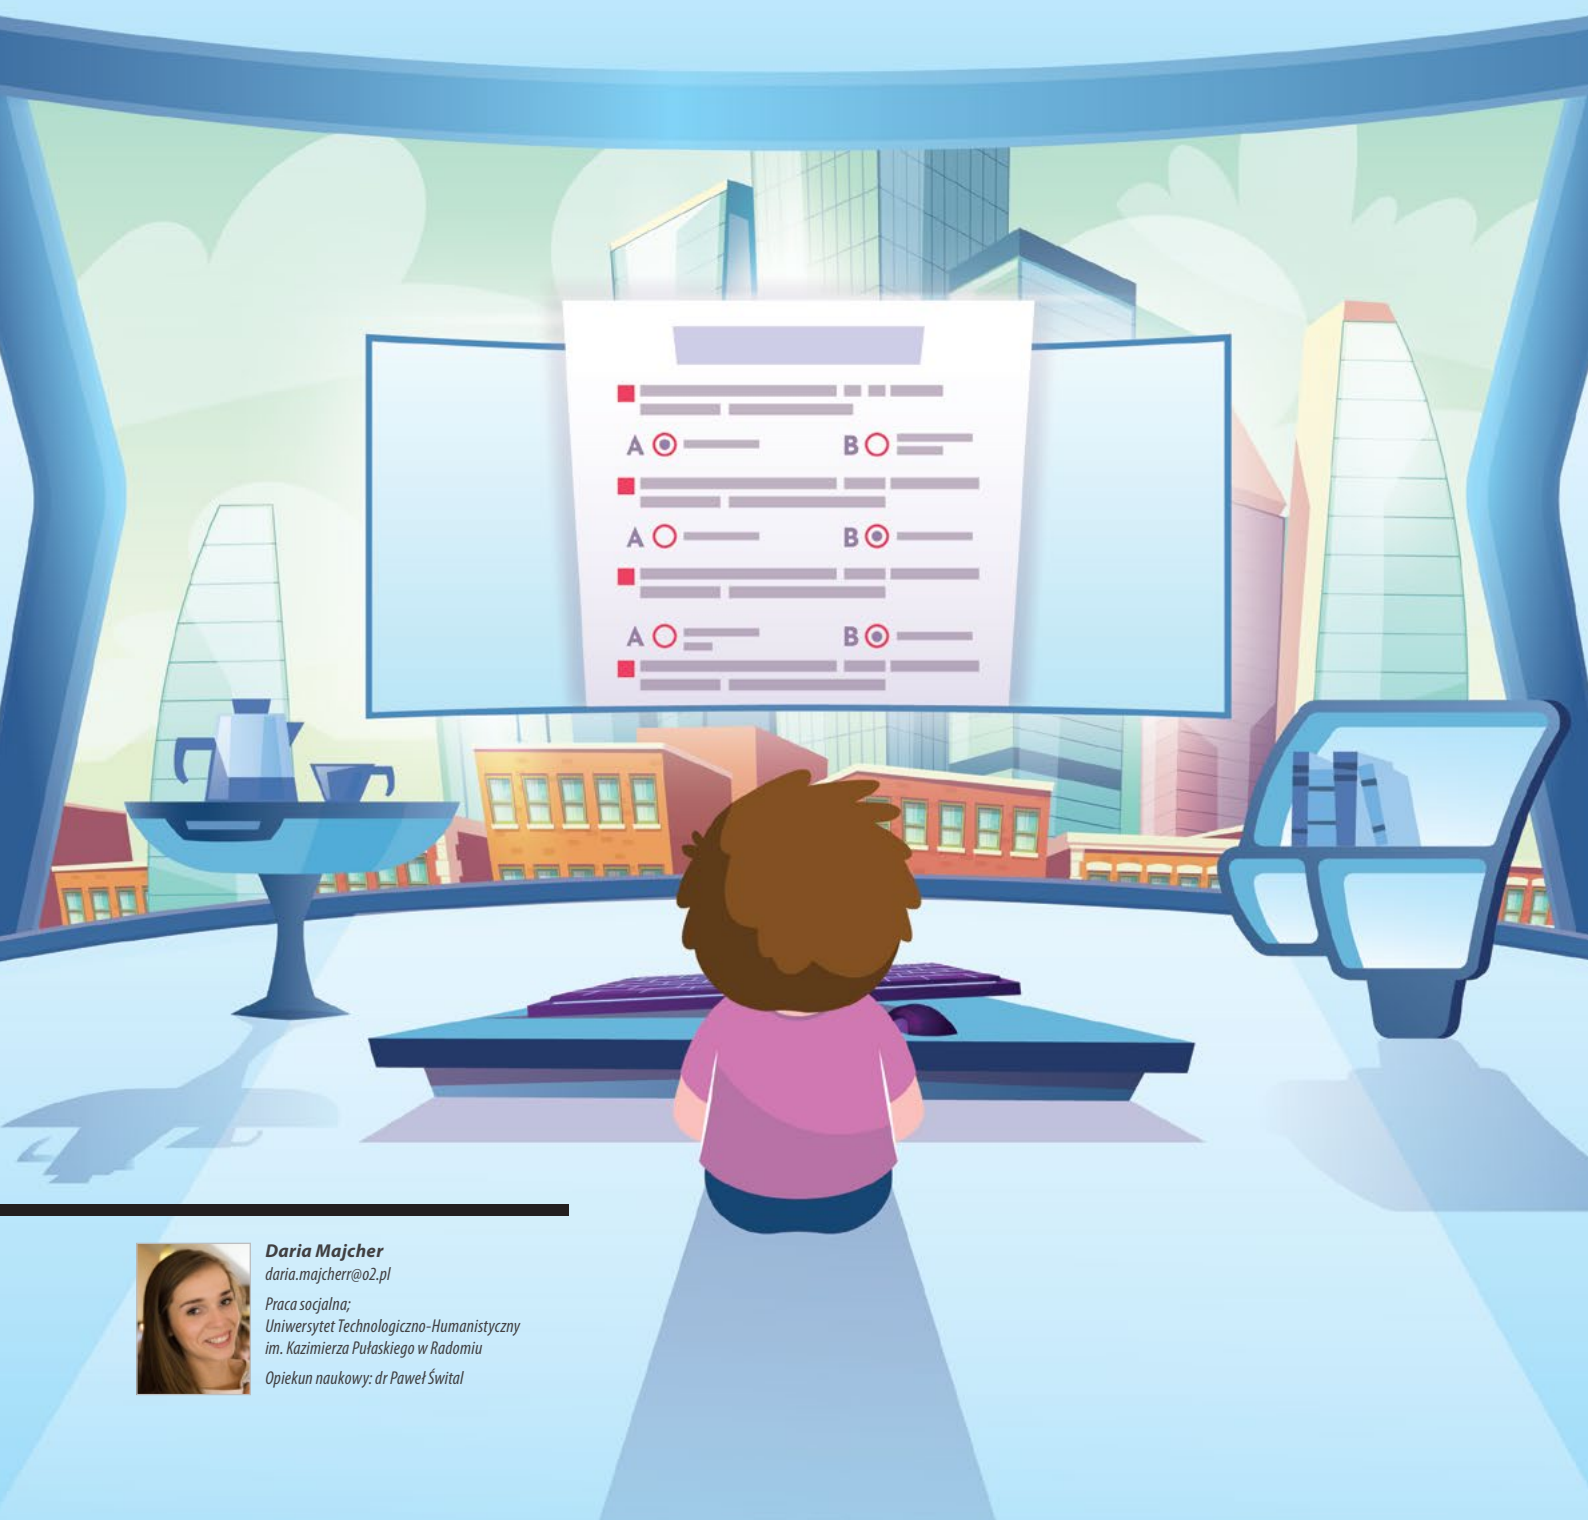 A B
A B
A B
Daria Majcher
daria.majcherr@o2.pl
Praca socjalna;
Uniwersytet Technologiczno-Humanistyczny
im. Kazimierza Pułaskiego w Radomiu
Opiekun naukowy: dr Paweł Śwital